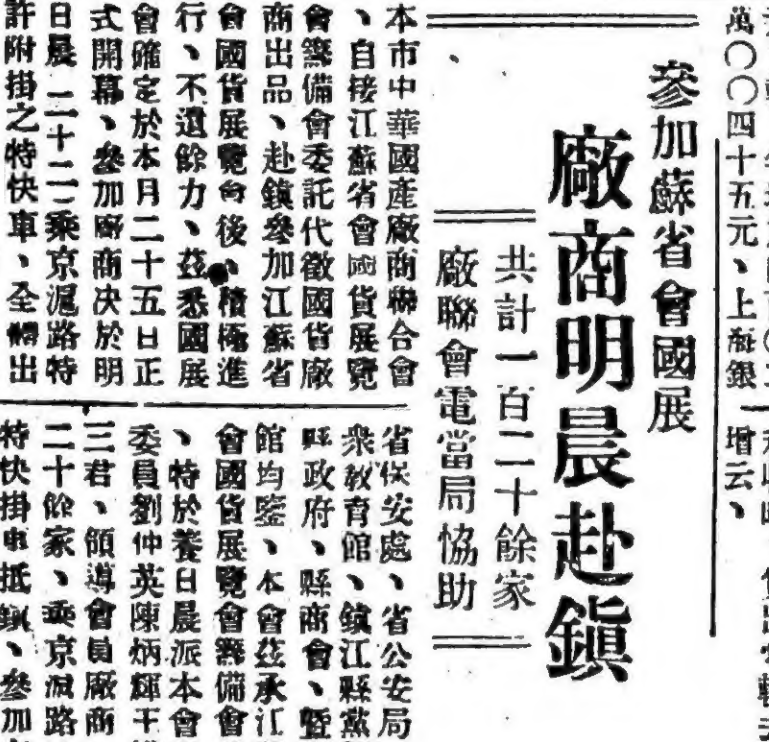 萬〇〇四十五元、上海銀
增云、
參加蘇省會國展
廠商明晨赴鎭
共計一百二十餘家
廠聯會電當局協助
本市中華國產廠商聯合會
、自接江蘇省會國貨展覽
會籌備會委託代徵國貨廠
商出品、赴鎮參加江蘇省
會國貨展覽會後、積極進
行、不遺餘力、茲悉國展
會確定於本月二十五日正
式開幕、參加廠商决於明
日晨（二十二）乘京滬路特
許附掛之特快車、全體出
省保安處、省公安局
衆敎育館、鎮江縣黨
縣政府、縣商會、暨
館均鑒、本會茲承江
會國貨展覽會籌備會
、特於養日晨派本會
委員劉仲英陳炳輝王
三君、領導會員廠商
二十餘家、乘京滬路
特快掛車抵鎮、參加